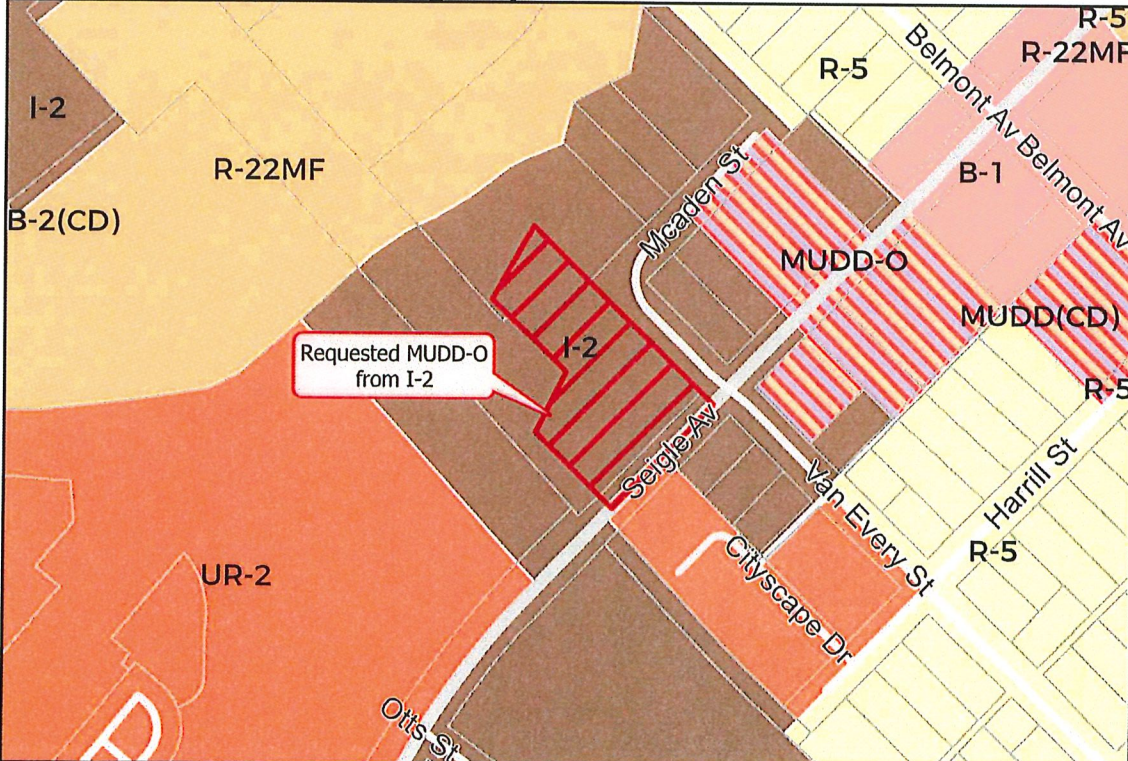 R-5
Belmont Av
R-22MF
R-5
I-2
Belmont Av
R-22MF
B-1
Mcaden St
B-2(CD)
MUDD-O
MUDD(CD)
I-2
Requested MUDD-O
from I-2
R-5
Seigle Av
Harrill St
Van Every St
R-5
Cityscape Dr
UR-2
Otts St